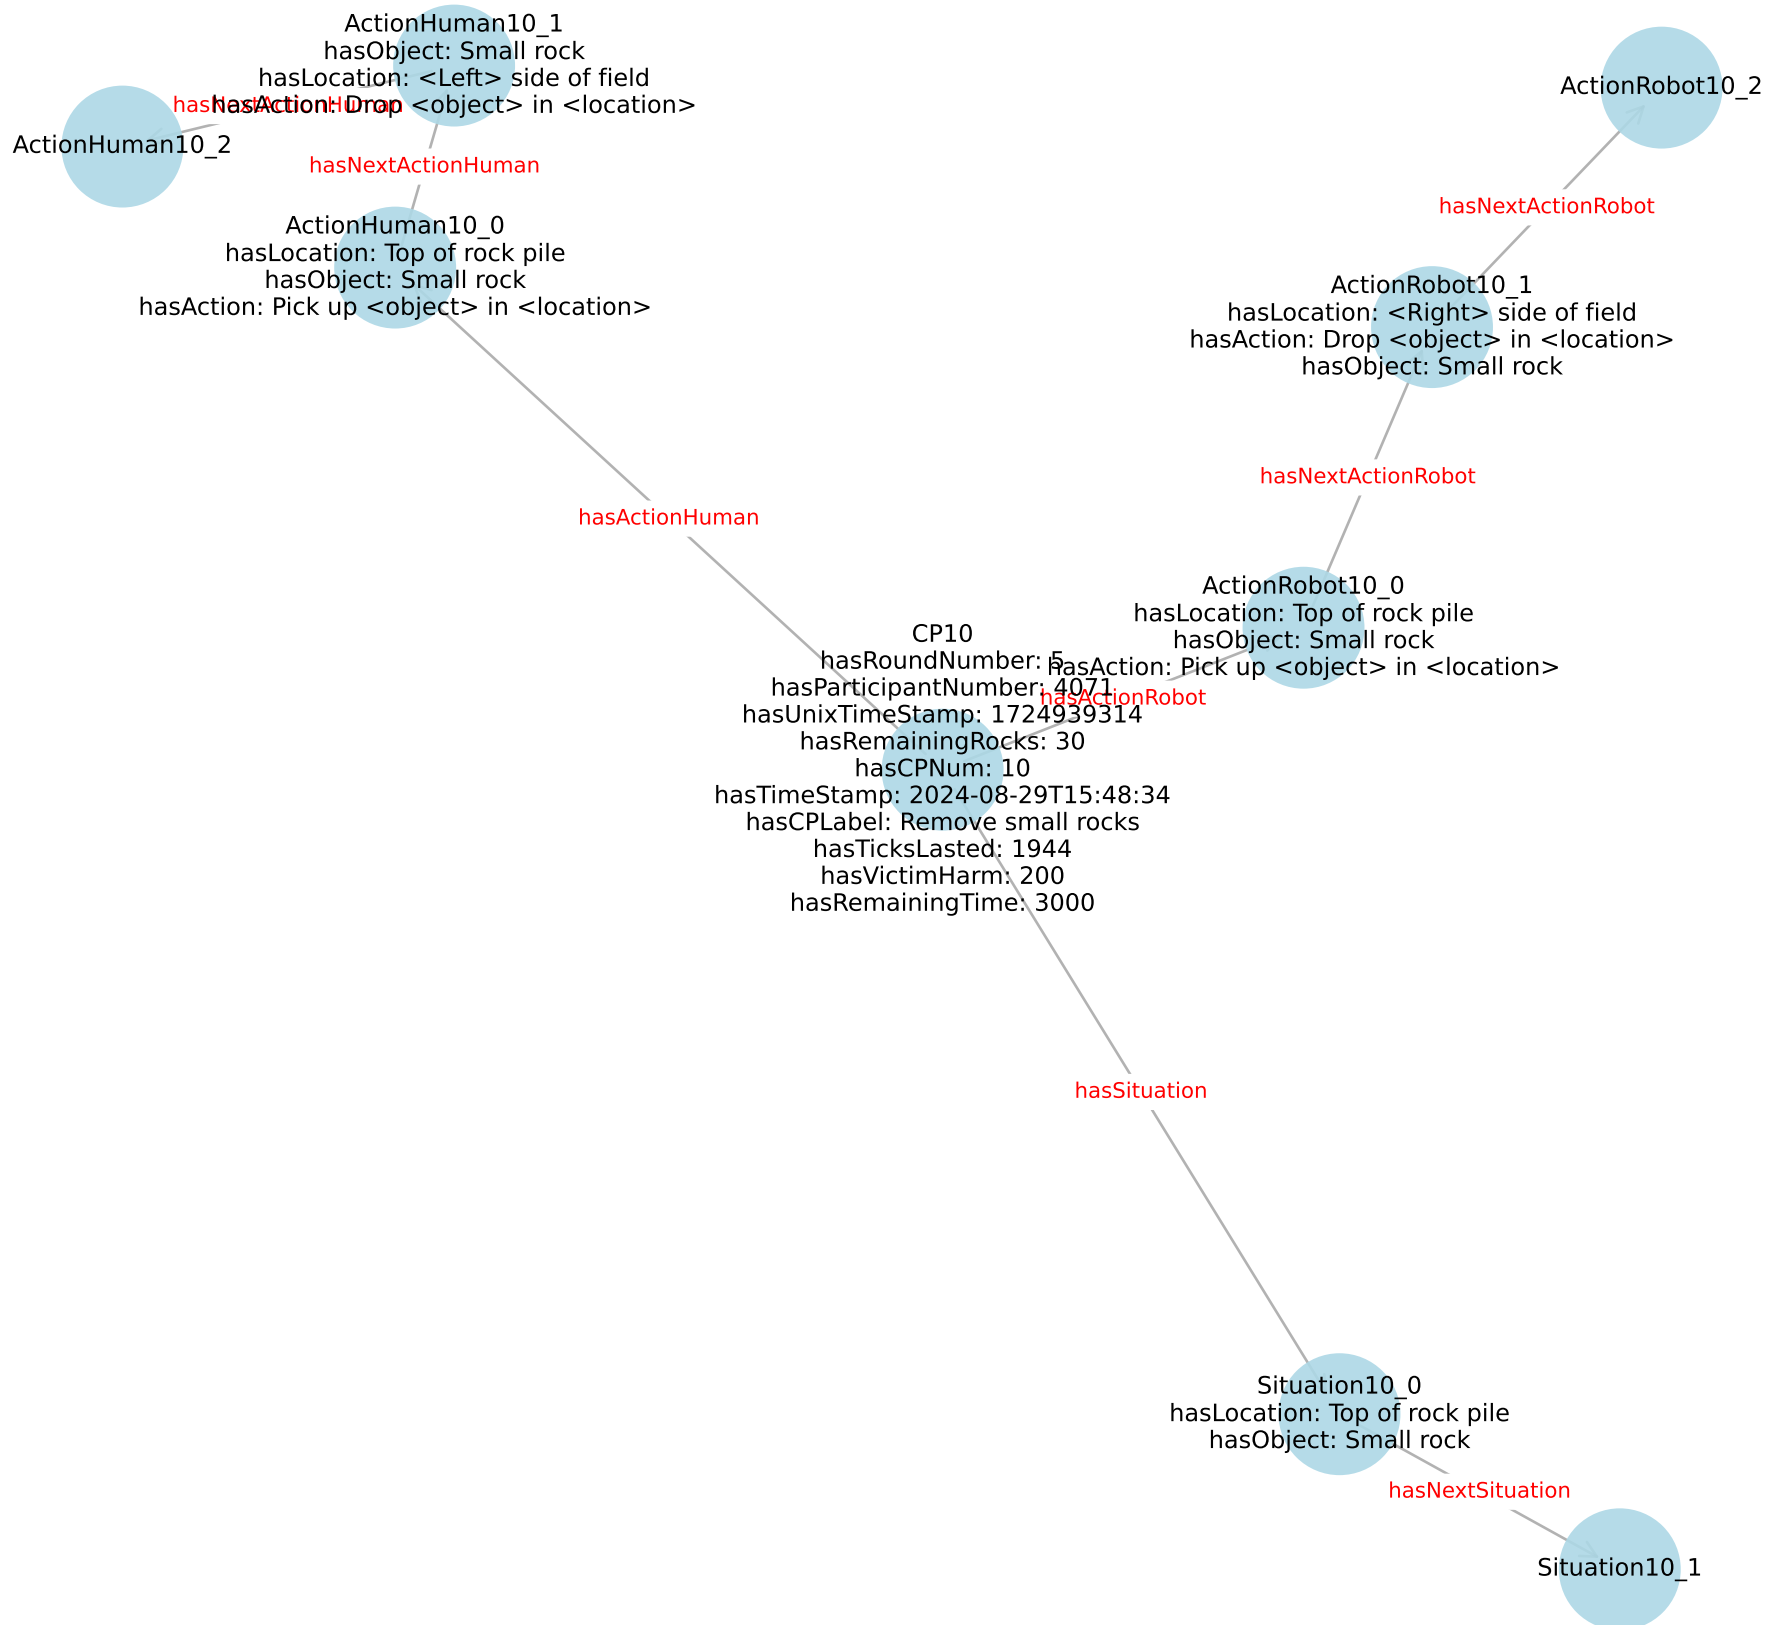 ActionHuman10_1
hasObject: Small rock
hasLocation: <Left> side of field
hasAction: Drop <object> in <location>
hasNextActionHuman
ActionHuman10_2
hasNextActionHuman
ActionHuman10_0
hasLocation: Top of rock pile
hasObject: Small rock
hasAction: Pick up <object> in <location>
hasActionHuman
ActionRobot10_2
hasNextActionRobot
ActionRobot10_1
hasLocation: <Right> side of field
hasAction: Drop <object> in <location>
hasObject: Small rock
hasNextActionRobot
ActionRobot10_0
hasLocation: Top of rock pile
hasObject: Small rock
hasAction: Pick up <object> in <location>
hasActionRobot
CP10
hasRoundNumber: 5
hasParticipantNumber: 4071
hasUnixTimeStamp: 1724939314
hasRemainingRocks: 30
hasCPNum: 10
hasTimeStamp: 2024-08-29T15:48:34
hasCPLabel: Remove small rocks
hasTicksLasted: 1944
hasVictimHarm: 200
hasRemainingTime: 3000
hasSituation
Situation10_0
hasLocation: Top of rock pile
hasObject: Small rock
hasNextSituation
Situation10_1